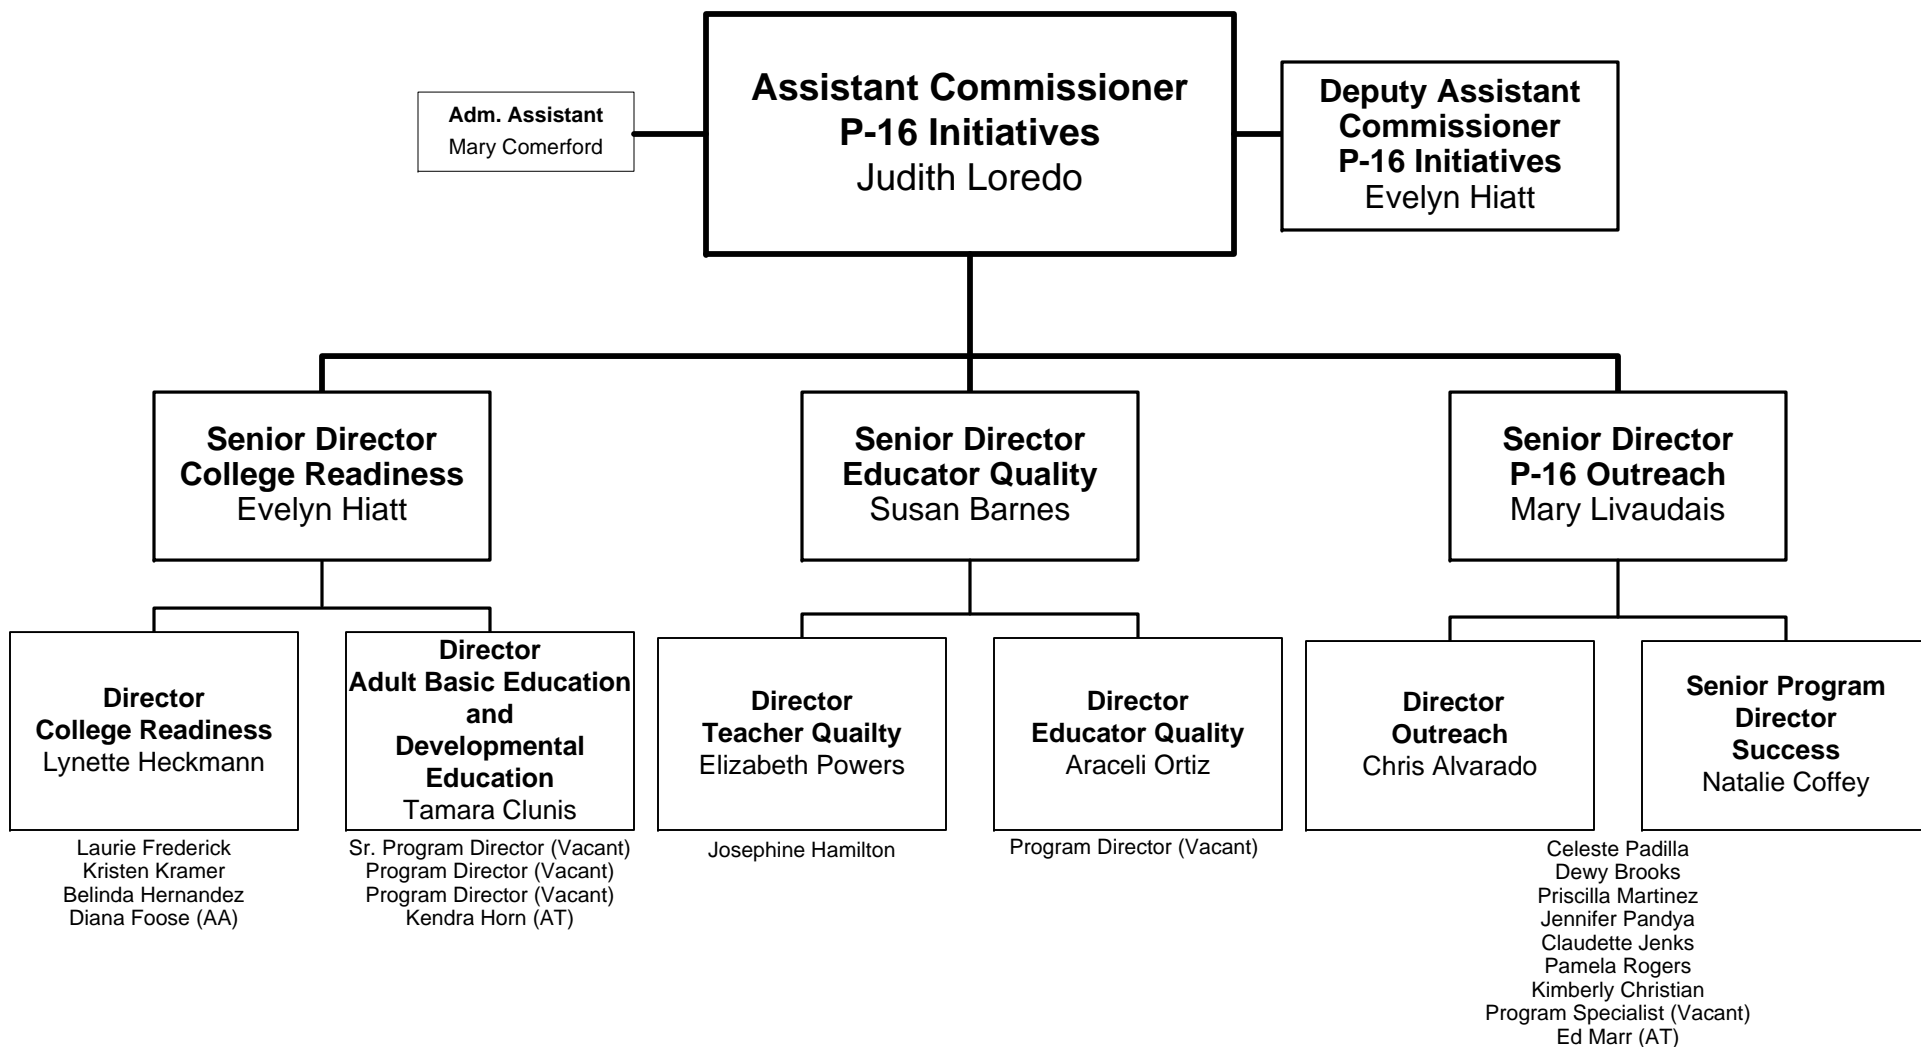 Assistant Commissioner
P-16 Initiatives
Judith Loredo
Adm. Assistant
Mary Comerford
Deputy Assistant
Commissioner
P-16 Initiatives
Evelyn Hiatt
Senior Director
College Readiness
Evelyn Hiatt
Senior Director
Educator Quality
Susan Barnes
Senior Director
P-16 Outreach
Mary Livaudais
Director
College Readiness
Lynette Heckmann
Laurie Frederick
Kristen Kramer
Belinda Hernandez
Diana Foose (AA)
Director
Adult Basic Education
and
Developmental
Education
Tamara Clunis
Sr. Program Director (Vacant)
Program Director (Vacant)
Program Director (Vacant)
Kendra Horn (AT)
Director
Teacher Quailty
Elizabeth Powers
Josephine Hamilton
Director
Educator Quality
Araceli Ortiz
Program Director (Vacant)
Director
Outreach
Chris Alvarado
Senior Program
Director
Success
Natalie Coffey
Celeste Padilla
Dewy Brooks
Priscilla Martinez
Jennifer Pandya
Claudette Jenks
Pamela Rogers
Kimberly Christian
Program Specialist (Vacant)
Ed Marr (AT)